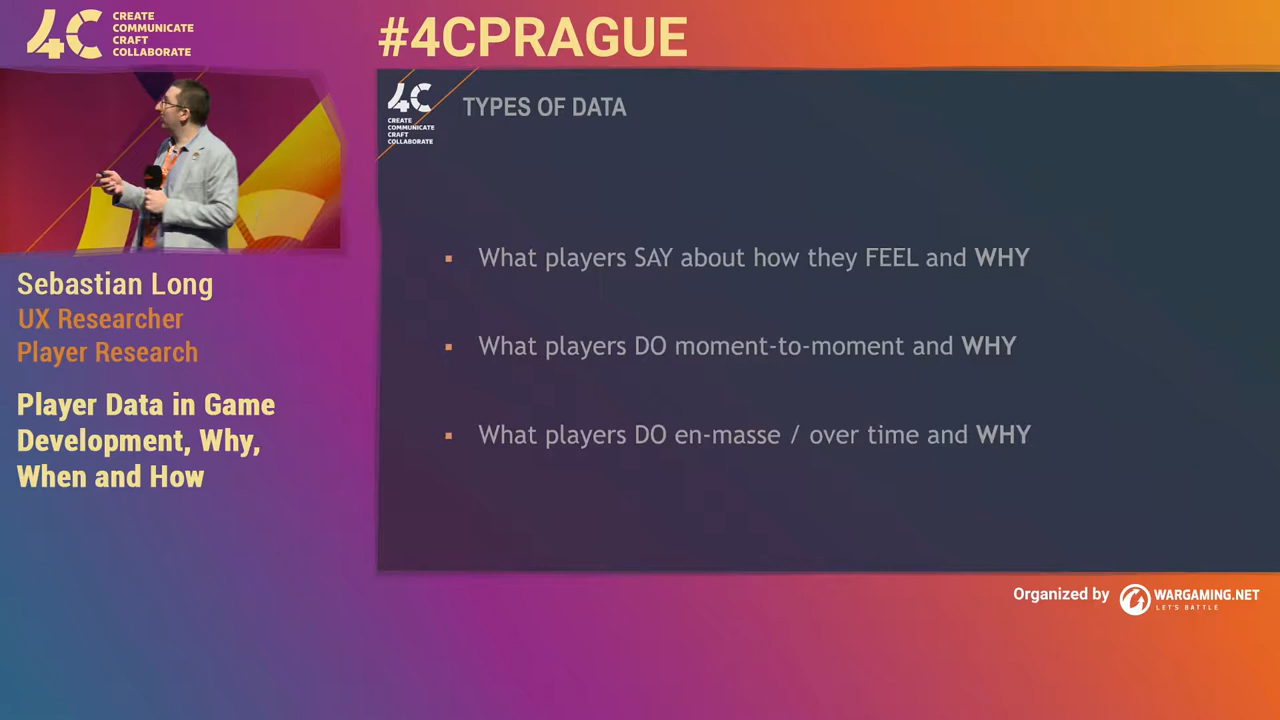 4C
CREATE
COMMUNICATE
CRAFT
COLLABORATE
#4CPRAGUE
4C
CREATE
COMMUNICATE
CRAFT
COLLABORATE
TYPES OF DATA
What players SAY about how they FEEL and WHY
What players DO moment-to-moment and WHY
What players DO en-masse / over time and WHY
Sebastian Long
UX Researcher
Player Research
Player Data in Game
Development, Why,
When and How
Organized by
WARGAMING.NET
LET'S BATTLE